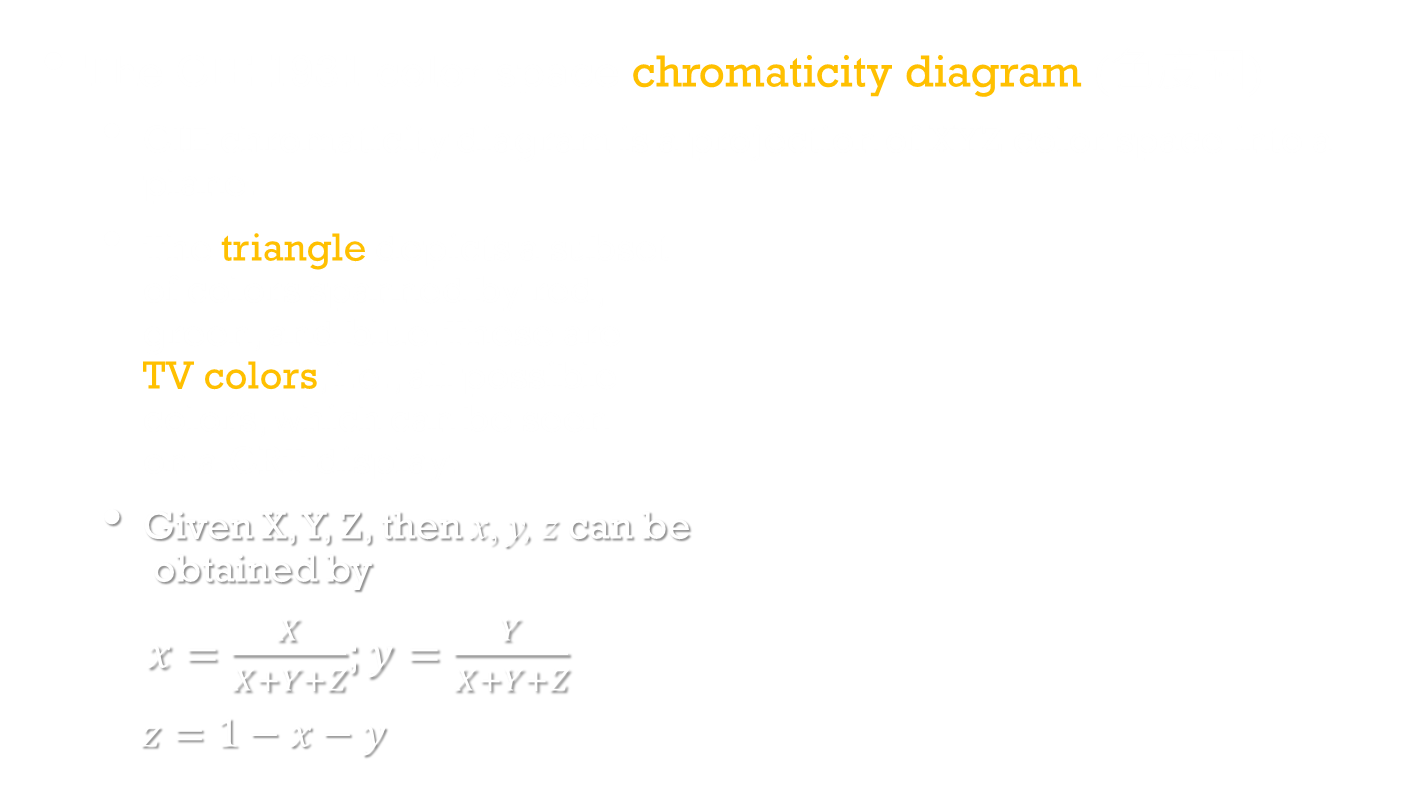 chromaticity diagram
triangle
TV colors
• Given X, Y, Z, then x, y, z can be
obtained by
x = X/(X+Y+Z); y = Y/(X+Y+Z)
z = 1 − x − y